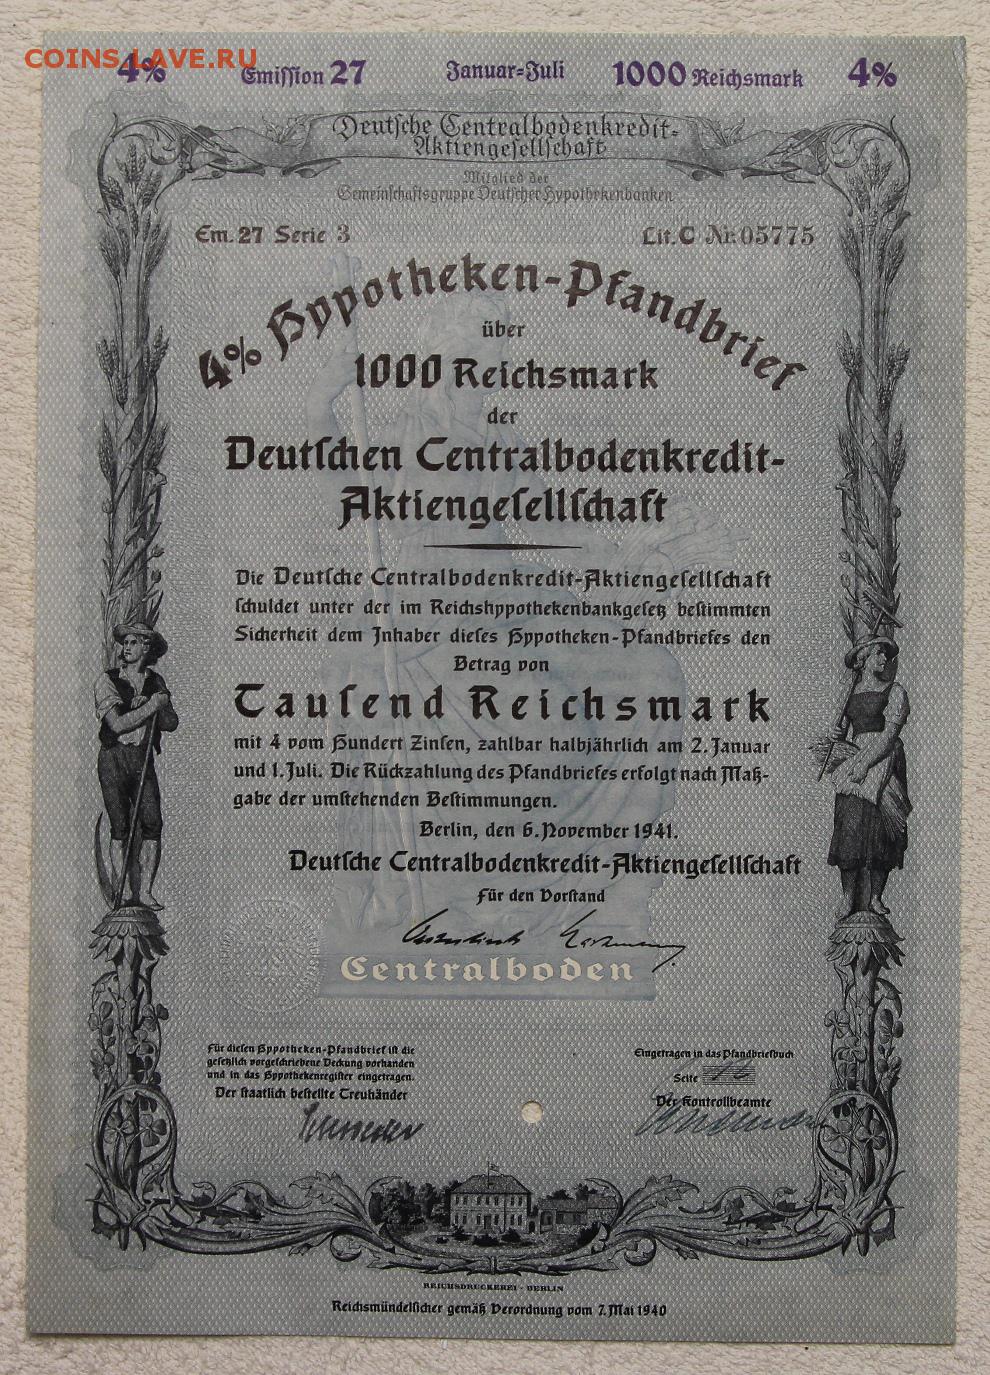 COINS.LAVE.RU
4% Emission 27 Januar-Juli 1000 Reichsmark 4%
Deutsche Centralbodenkredit-
Aktiengesellschaft
Mitglied der
Gemeinschaftsgruppe Deutscher Hypothekenbanken
Em. 27 Serie 3 Lit. C Nr. 05775
4% Hypotheken-Pfandbrief
über
1000 Reichsmark
der
Deutschen Centralbodenkredit-
Aktiengesellschaft
Die Deutsche Centralbodenkredit-Aktiengesellschaft
schuldet unter der im Reichshypothekenbankgesetz bestimmten
Sicherheit dem Inhaber dieses Hypotheken-Pfandbriefes den
Betrag von
Tausend Reichsmark
mit 4 vom Hundert Zinsen, zahlbar halbjährlich am 2. Januar
und 1. Juli. Die Rückzahlung des Pfandbriefes erfolgt nach Maß-
gabe der umstehenden Bestimmungen.
Berlin, den 6. November 1941.
Deutsche Centralbodenkredit-Aktiengesellschaft
Für den Vorstand
Centralboden
Für diesen Hypotheken-Pfandbrief ist die
gesetzlich vorgeschriebene Deckung vorhanden
und in das Hypothekenregister eingetragen.
Der staatlich bestellte Treuhänder
Eingetragen in das Pfandbriefbuch
Seite 16
Der Kontrollbeamte
REICHSDRUCKEREI · BERLIN
Reichsmündelsicher gemäß Verordnung vom 7. Mai 1940